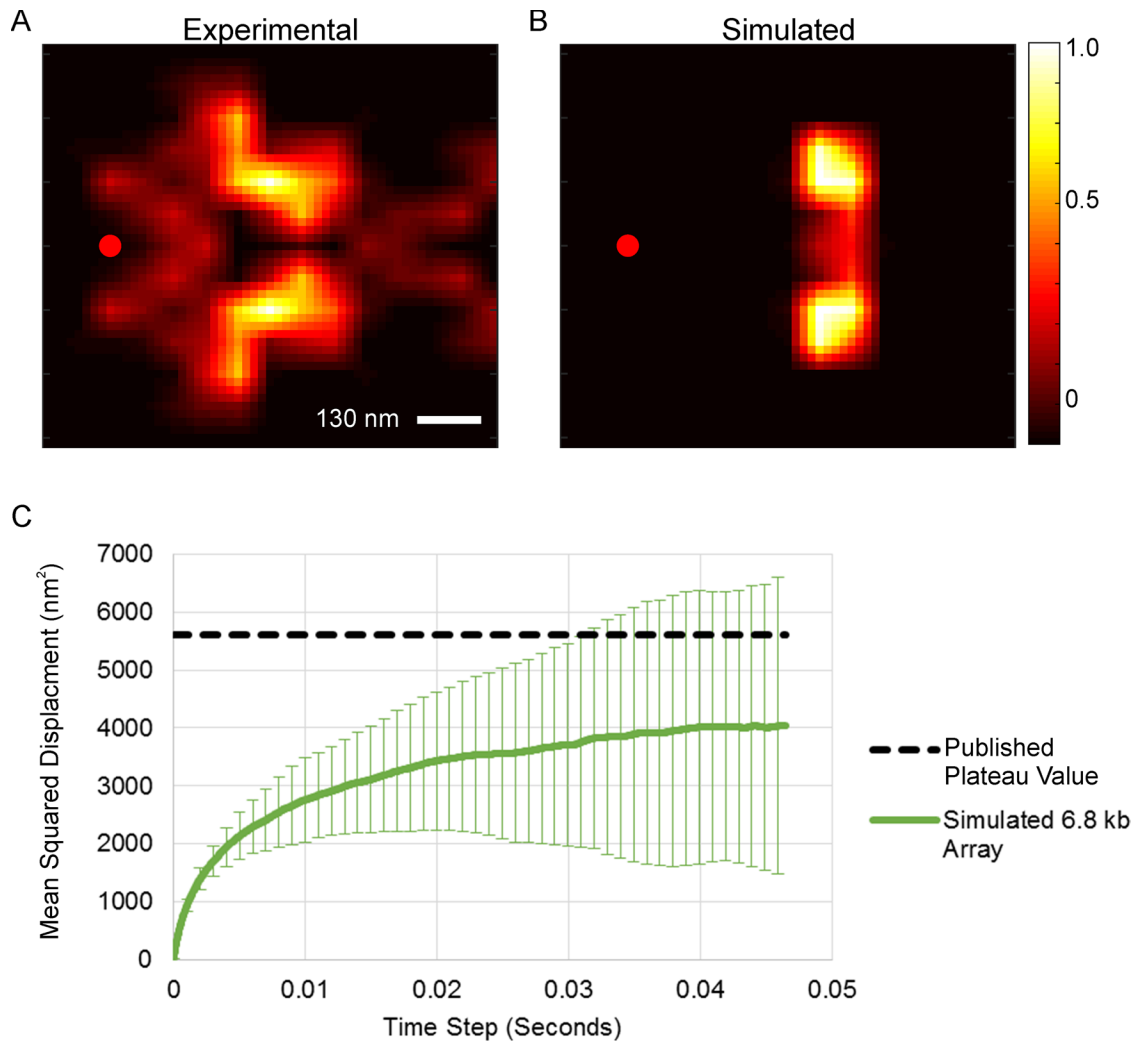 A
Experimental
B
Simulated
1.0
0.5
0
130 nm
C
Mean Squared Displacment (nm²)
7000
6000
5000
4000
3000
2000
1000
0
0
0.01
0.02
0.03
0.04
0.05
Time Step (Seconds)
Published
Plateau Value
Simulated 6.8 kb
Array